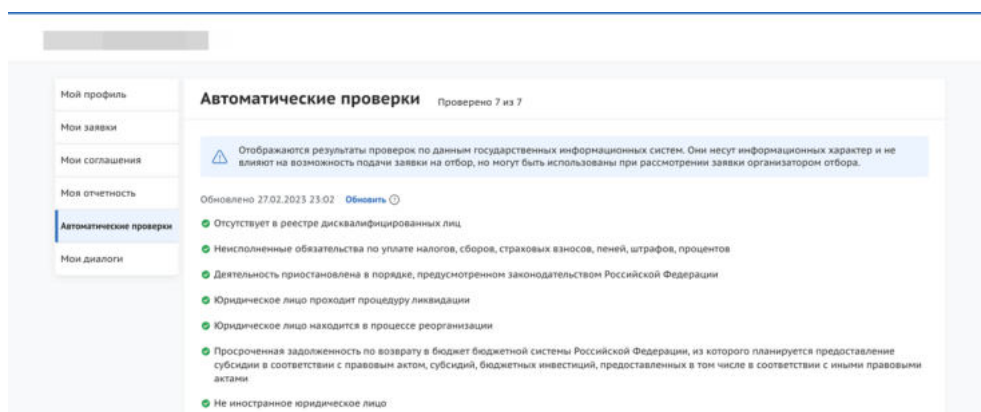 Мой профиль
Мои заявки
Мои соглашения
Моя отчетность
Автоматические проверки
Мои диалоги
Автоматические проверки Проверено 7 из 7
Отображаются результаты проверок по данным государственных информационных систем. Они несут информационных характер и не
влияют на возможность подачи заявки на отбор, но могут быть использованы при рассмотрении заявки организатором отбора.
Обновлено 27.02.2023 23:02 Обновить
Отсутствует в реестре дисквалифицированных лиц
Неисполненные обязательства по уплате налогов, сборов, страховых взносов, пеней, штрафов, процентов
Деятельность приостановлена в порядке, предусмотренном законодательством Российской Федерации
Юридическое лицо проходит процедуру ликвидации
Юридическое лицо находится в процессе реорганизации
Просроченная задолженность по возврату в бюджет бюджетной системы Российской Федерации, из которого планируется предоставление
субсидии в соответствии с правовым актом, субсидий, бюджетных инвестиций, предоставленных в том числе в соответствии с иными правовыми
актами
Не иностранное юридическое лицо